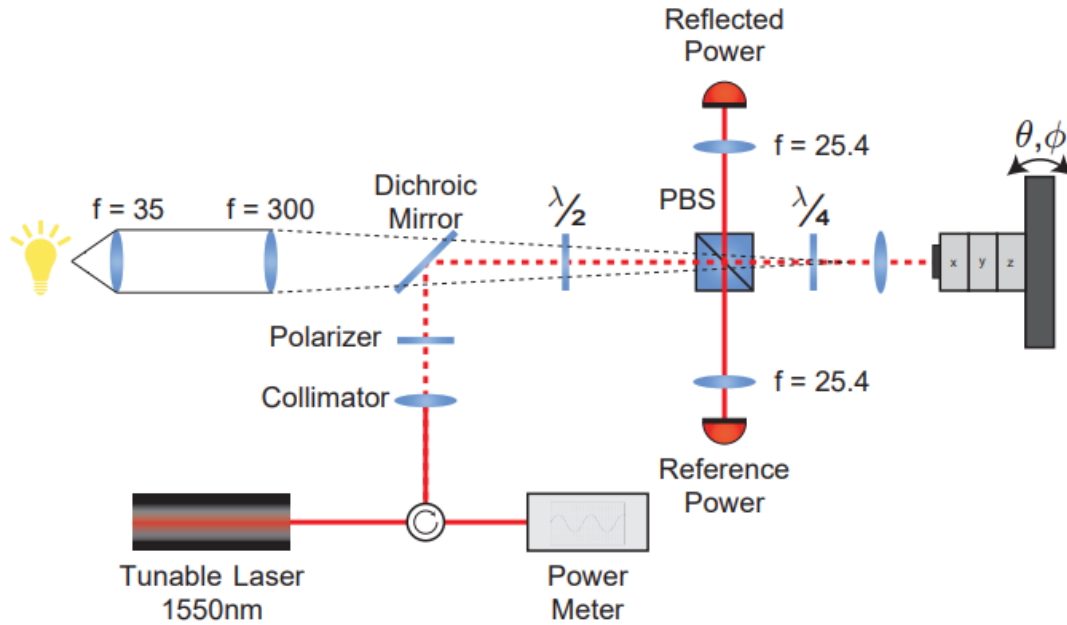 Reflected
Power
f = 25.4
θ,ϕ
Dichroic
Mirror
f = 35
f = 300
λ/2
PBS
λ/4
x y z
Polarizer
Collimator
f = 25.4
Reference
Power
Tunable Laser
1550nm
Power
Meter